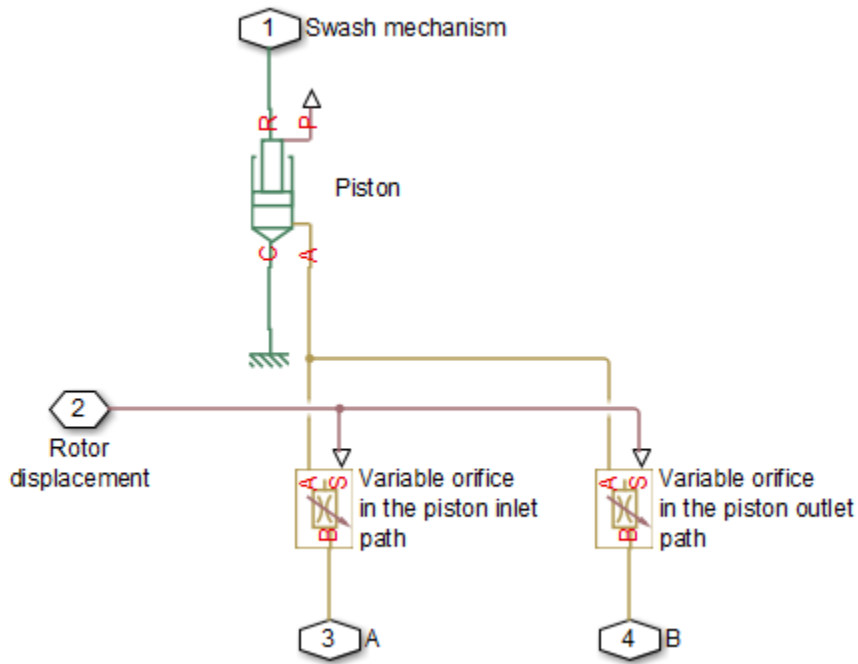 1 Swash mechanism
R P
Piston
C A
2
Rotor
displacement
A S Variable orifice
in the piston inlet
B path
A S Variable orifice
in the piston outlet
B path
3 A
4 B